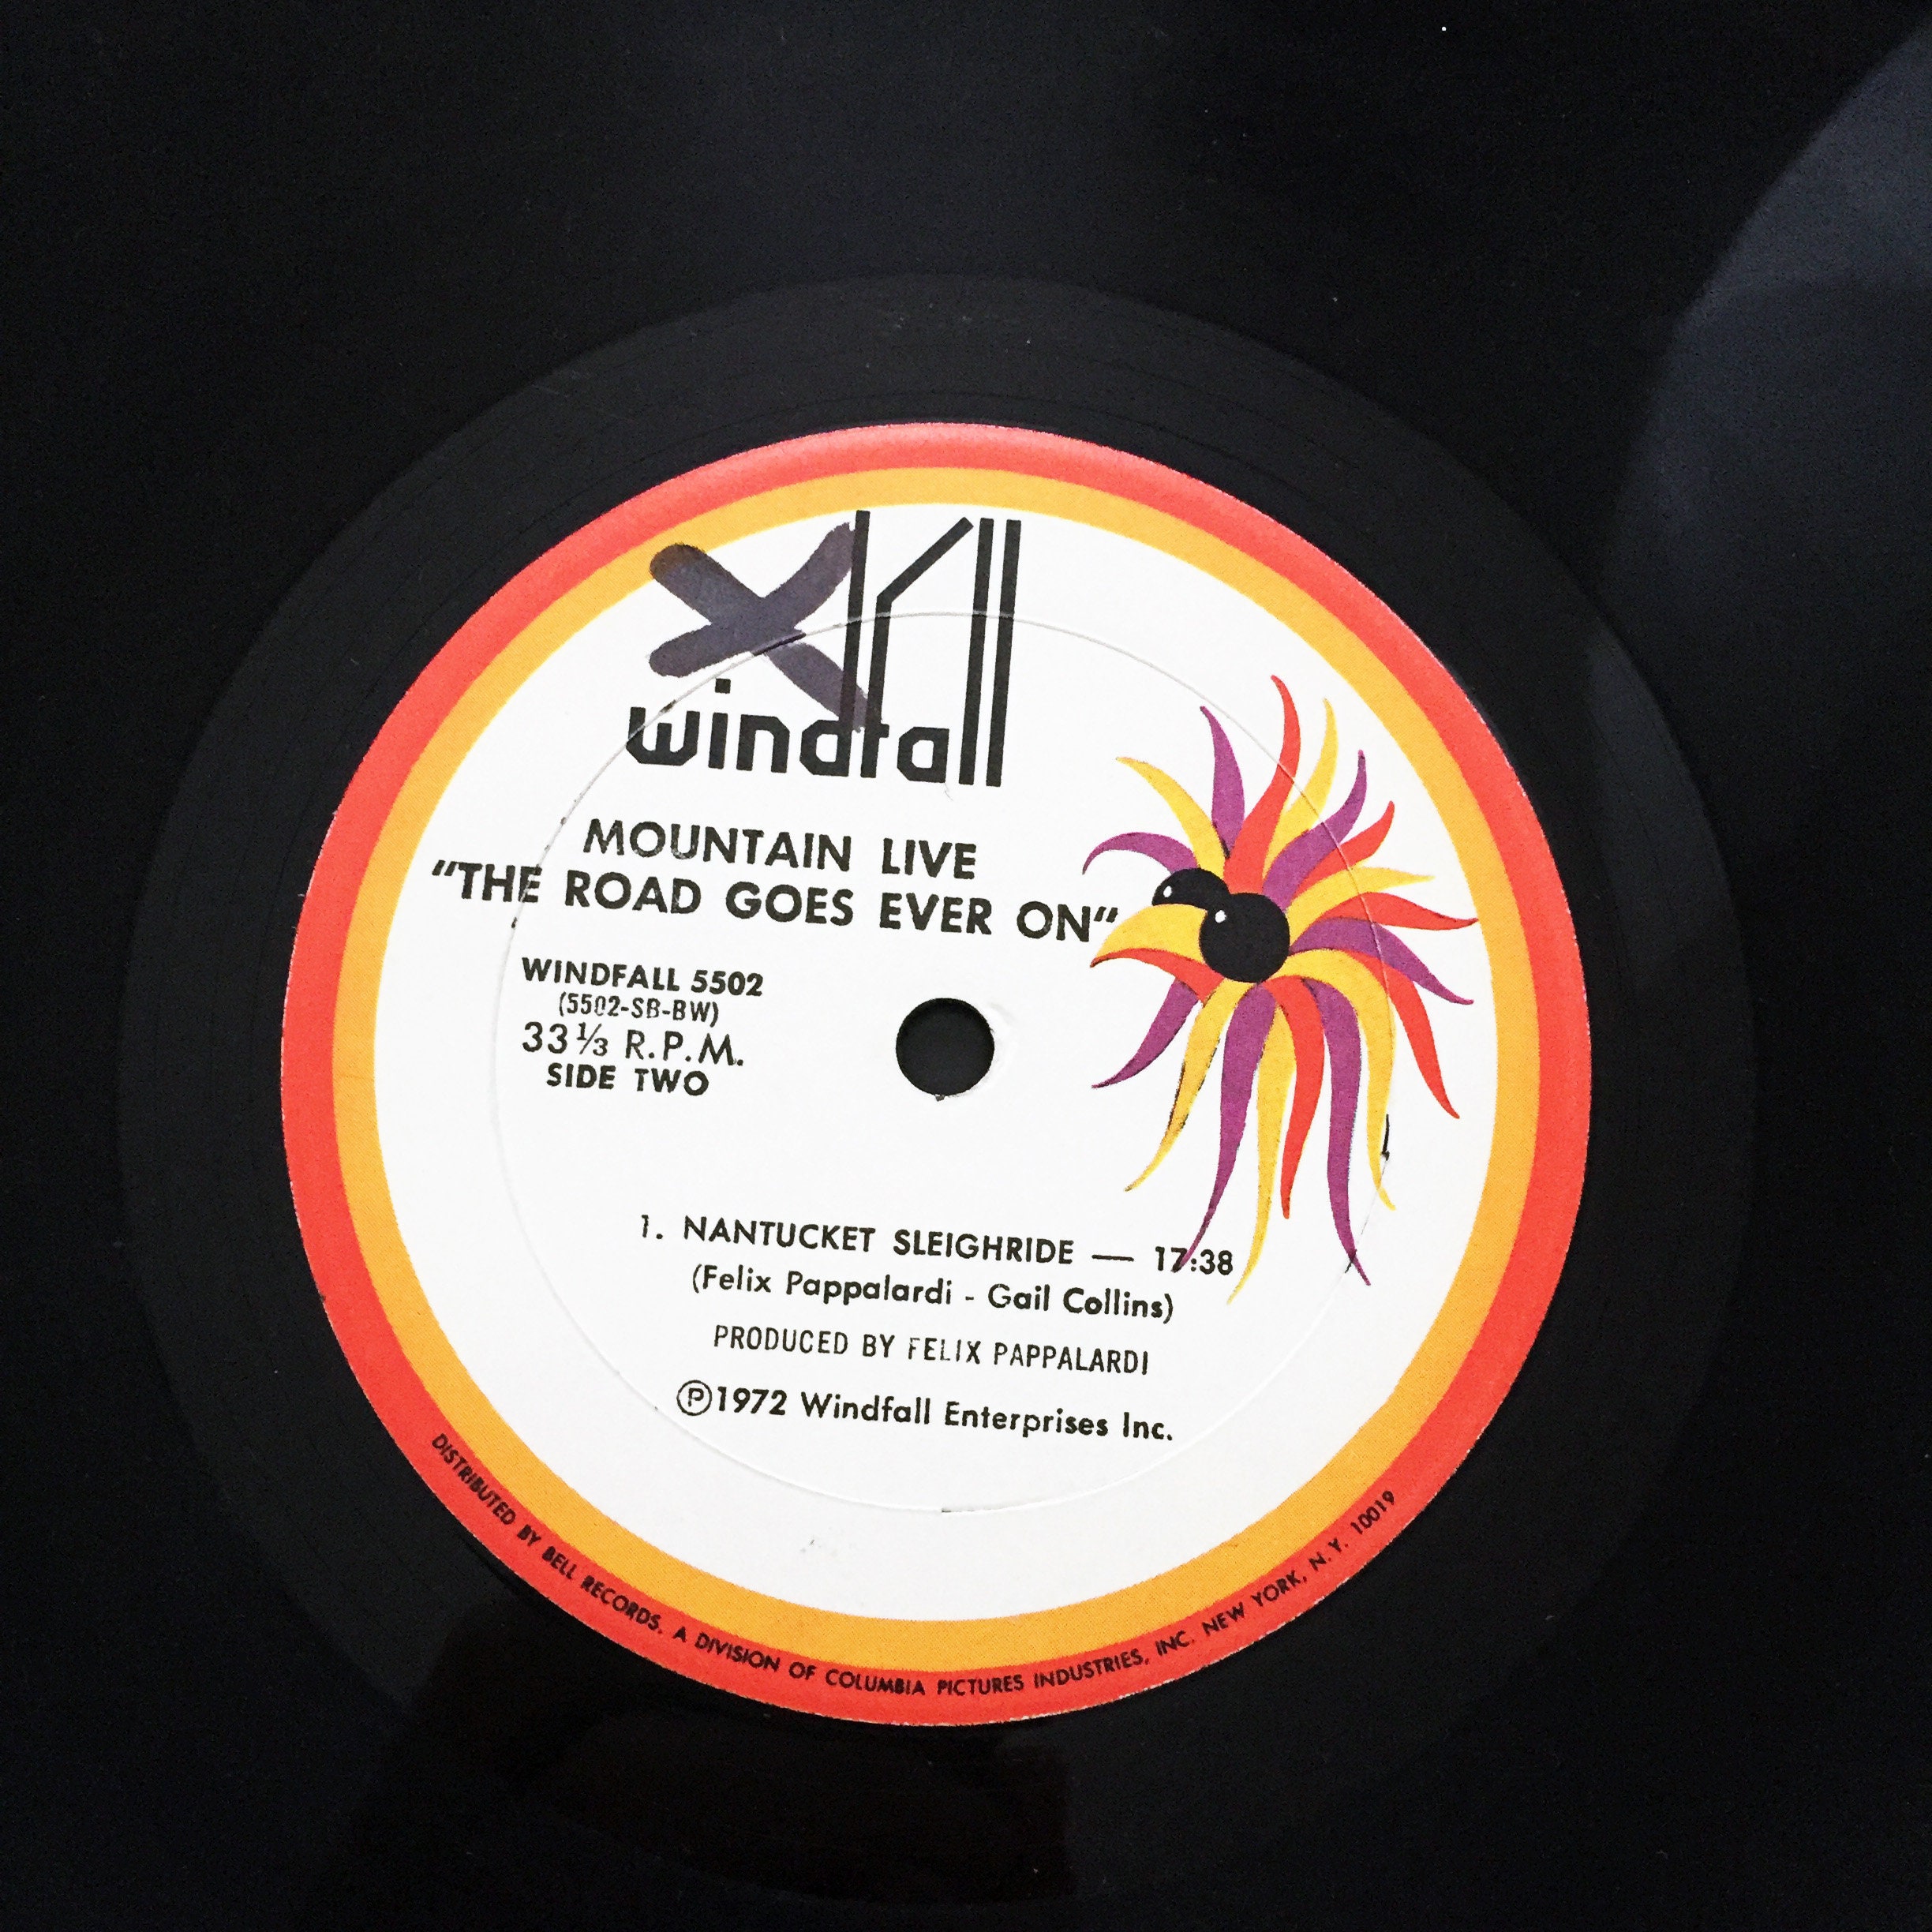 X
windfall
MOUNTAIN LIVE
"THE ROAD GOES EVER ON"
WINDFALL 5502
(5502-SB-BW)
33⅓ R.P.M.
SIDE TWO
1. NANTUCKET SLEIGHRIDE — 17:38
(Felix Pappalardi - Gail Collins)
PRODUCED BY FELIX PAPPALARDI
Ⓟ1972 Windfall Enterprises Inc.
DISTRIBUTED BY BELL RECORDS, A DIVISION OF COLUMBIA PICTURES INDUSTRIES, INC. NEW YORK, N.Y. 10019